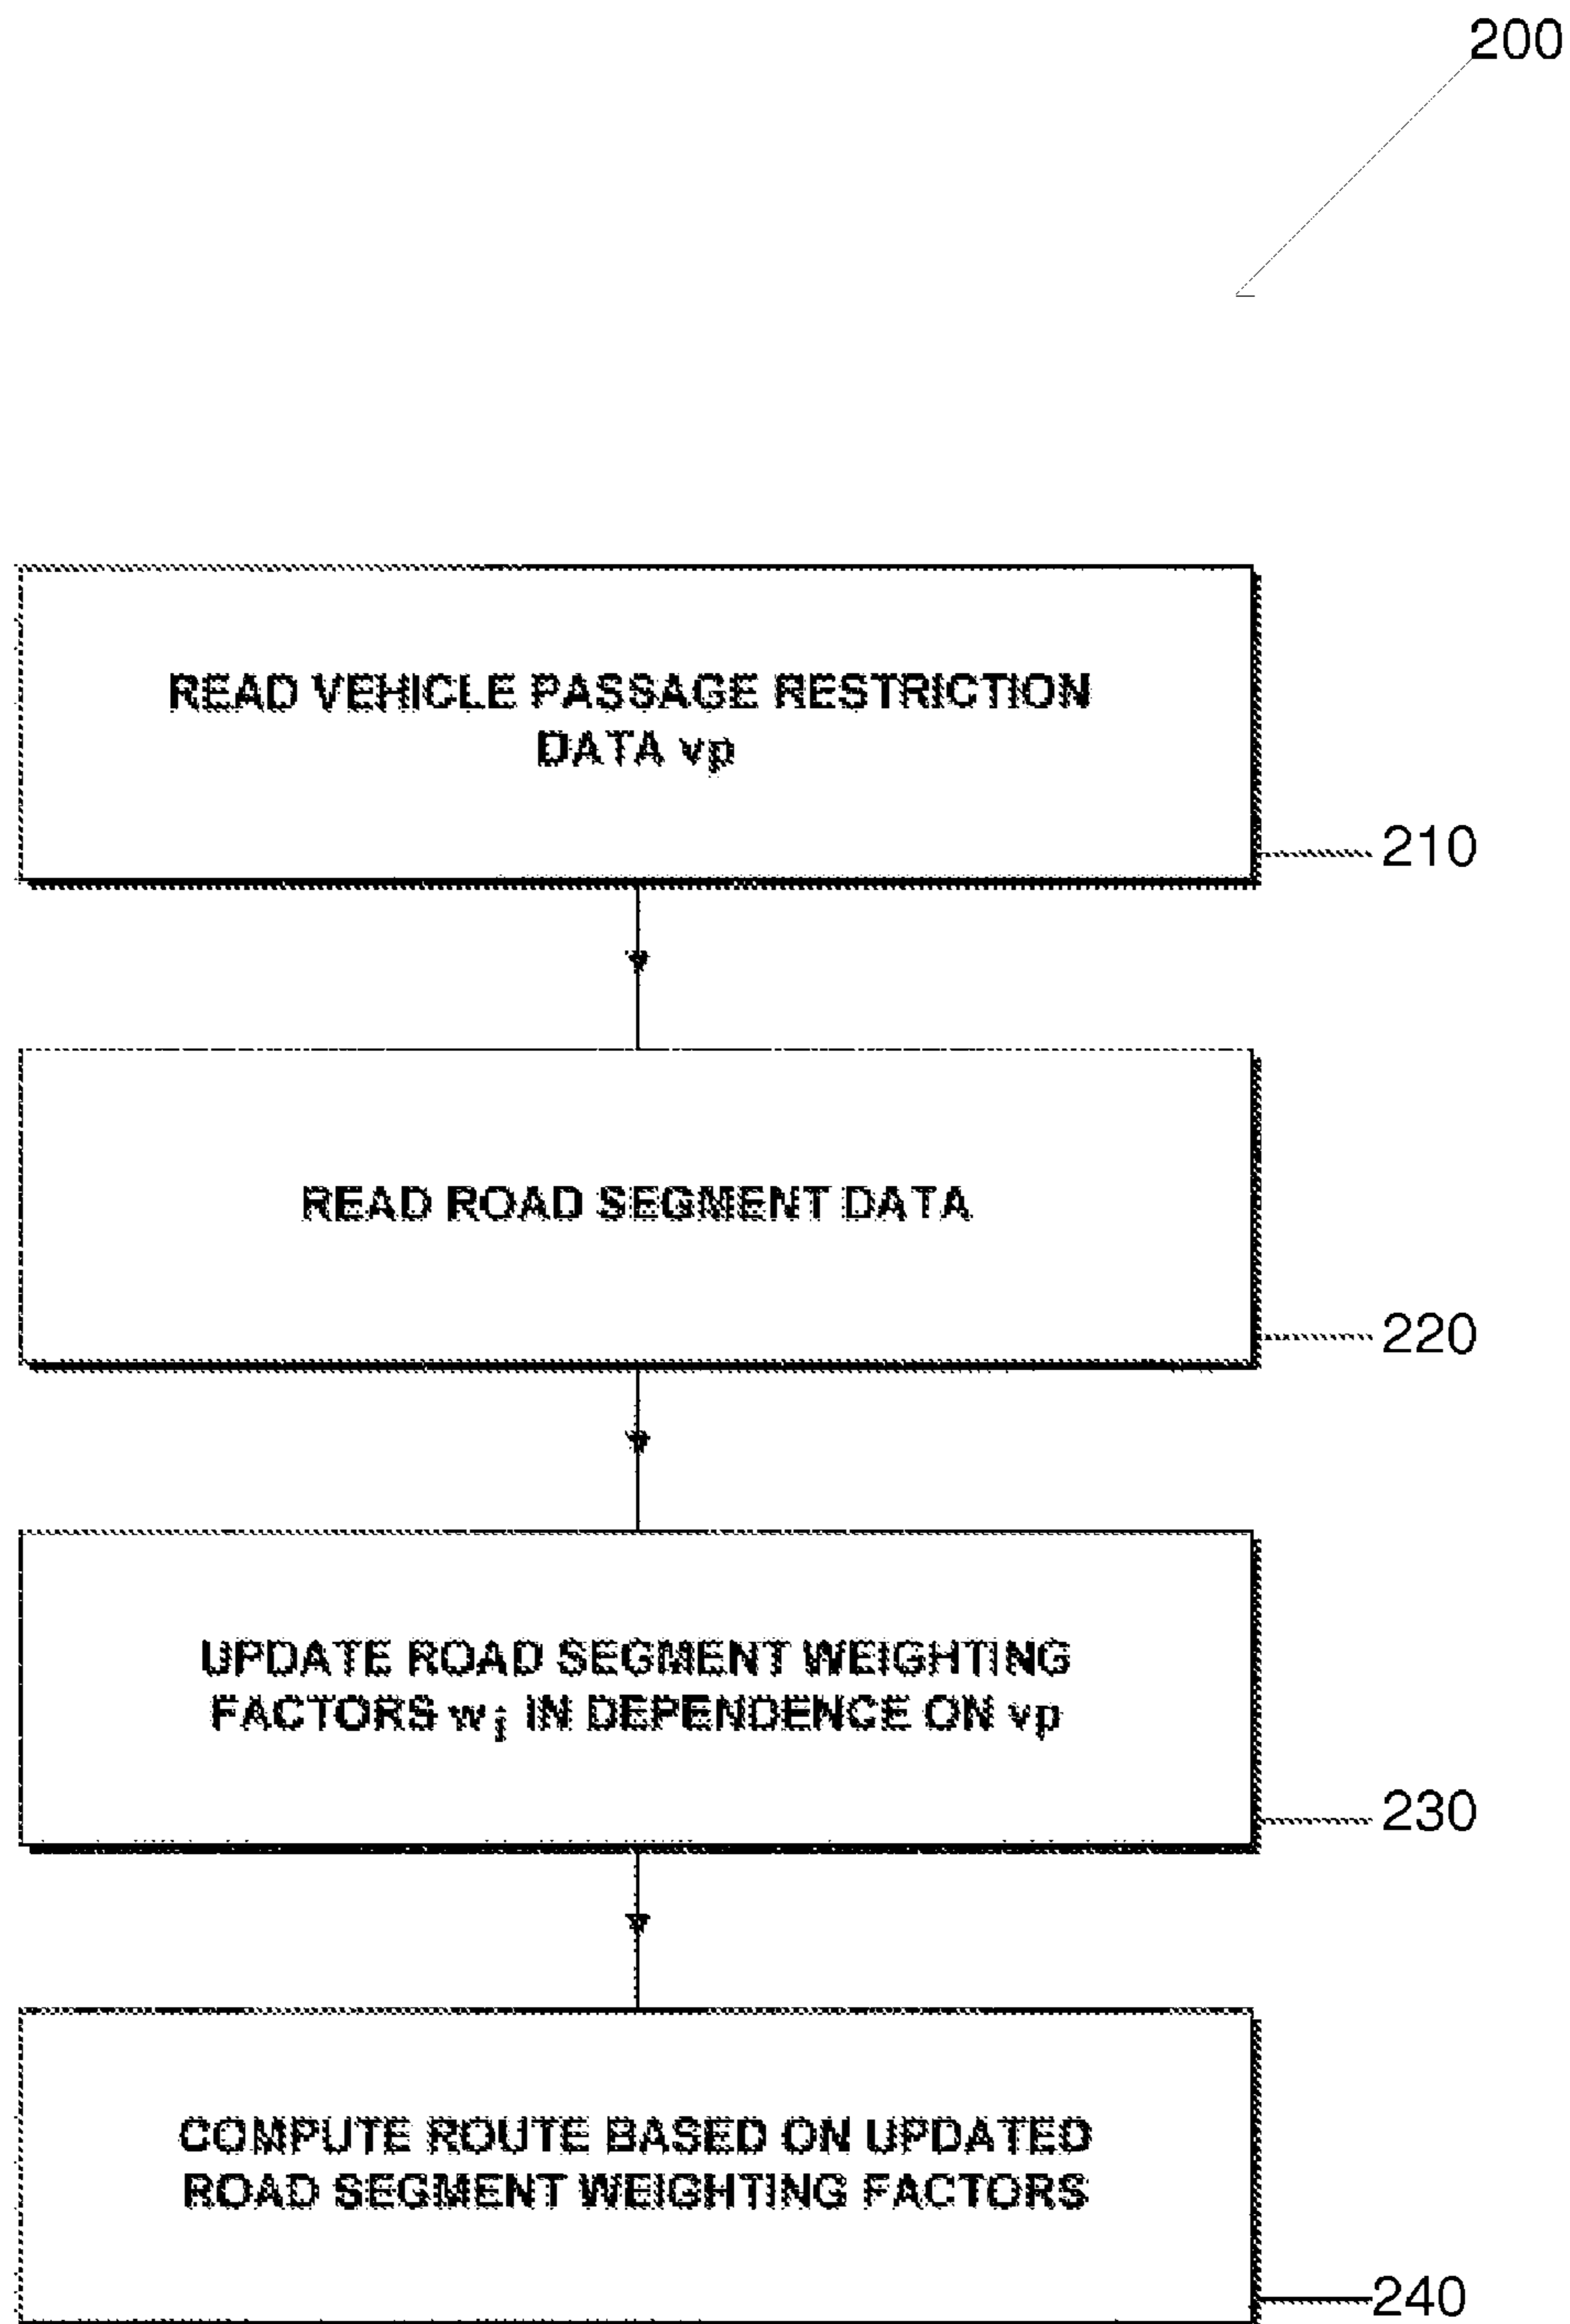 200
READ VEHICLE PASSAGE RESTRICTION
DATA vp
210
READ ROAD SEGMENT DATA
220
UPDATE ROAD SEGMENT WEIGHTING
FACTORS wᵢ IN DEPENDENCE ON vp
230
COMPUTE ROUTE BASED ON UPDATED
ROAD SEGMENT WEIGHTING FACTORS
240